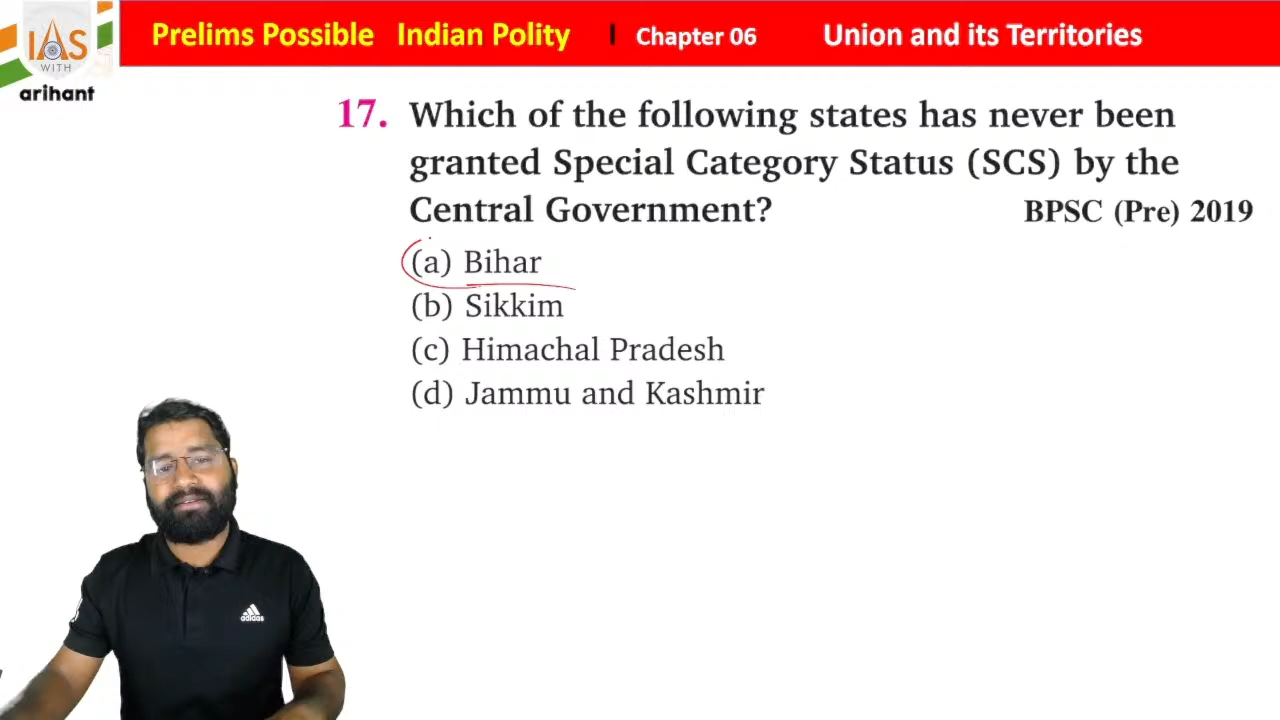 Prelims Possible Indian Polity | Chapter 06 Union and its Territories
IAS
WITH
arihant
17. Which of the following states has never been
granted Special Category Status (SCS) by the
Central Government? BPSC (Pre) 2019
(a) Bihar
(b) Sikkim
(c) Himachal Pradesh
(d) Jammu and Kashmir
adidas